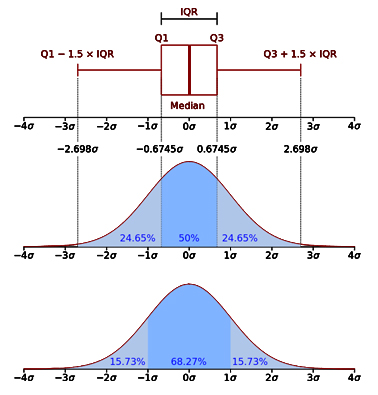 IQR
Q1 Q3
Q1 − 1.5 × IQR Q3 + 1.5 × IQR
Median
−4σ −3σ −2σ −1σ 0σ 1σ 2σ 3σ 4σ
−2.698σ −0.6745σ 0.6745σ 2.698σ
24.65% 50% 24.65%
−4σ −3σ −2σ −1σ 0σ 1σ 2σ 3σ 4σ
15.73% 68.27% 15.73%
−4σ −3σ −2σ −1σ 0σ 1σ 2σ 3σ 4σ